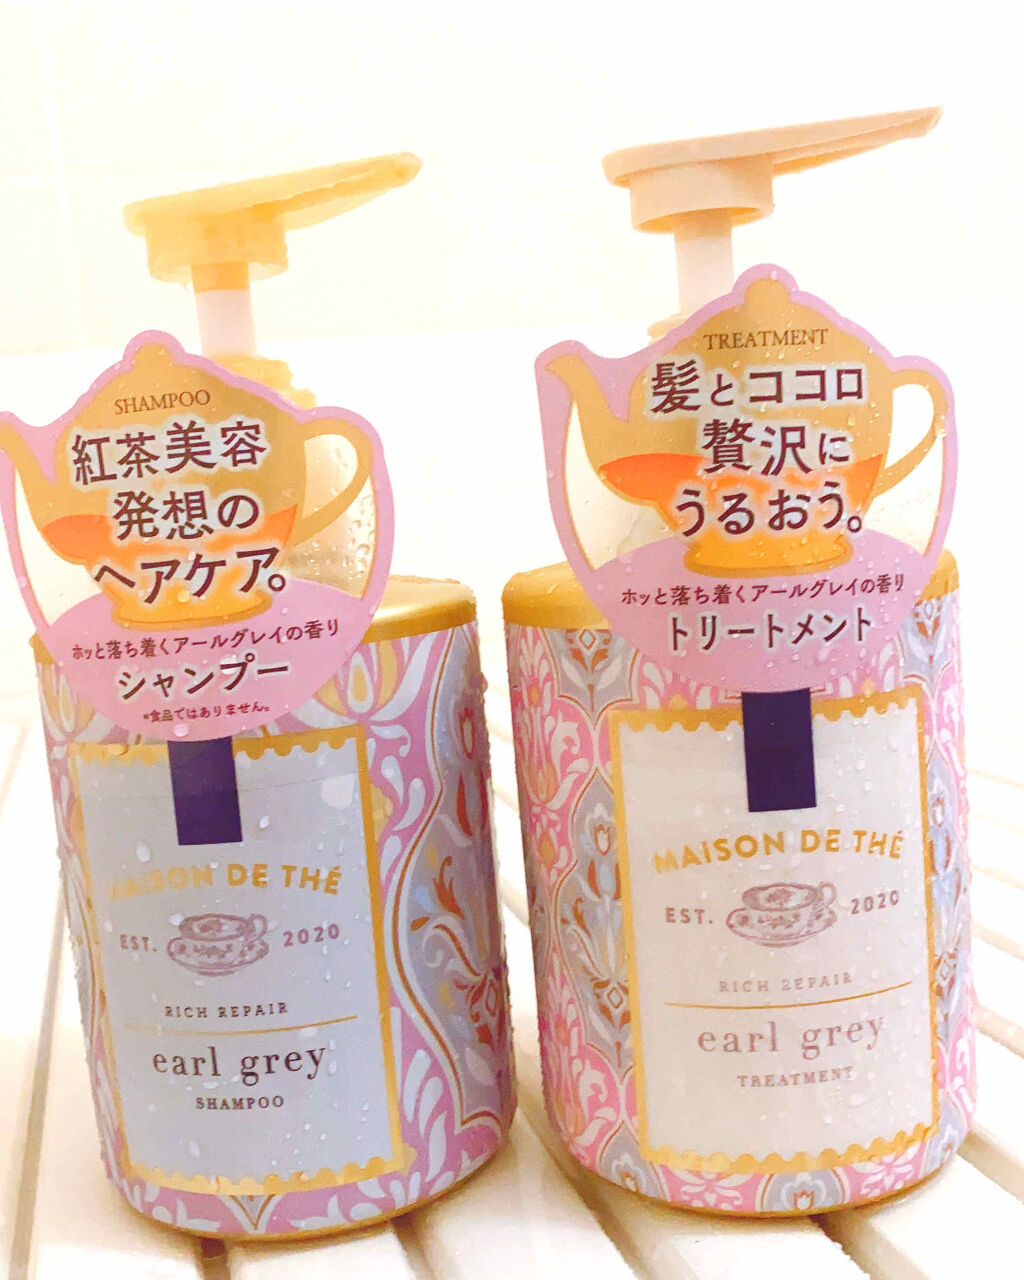 SHAMPOO
紅茶美容
発想の
ヘアケア。
ホッと落ち着くアールグレイの香り
シャンプー
※食品ではありません。
MAiSON DE THÉ
EST. 2020
RICH REPAIR
earl grey
SHAMPOO
TREATMENT
髪とココロ
贅沢に
うるおう。
ホッと落ち着くアールグレイの香り
トリートメント
MAiSON DE THÉ
EST. 2020
RICH REPAIR
earl grey
TREATMENT